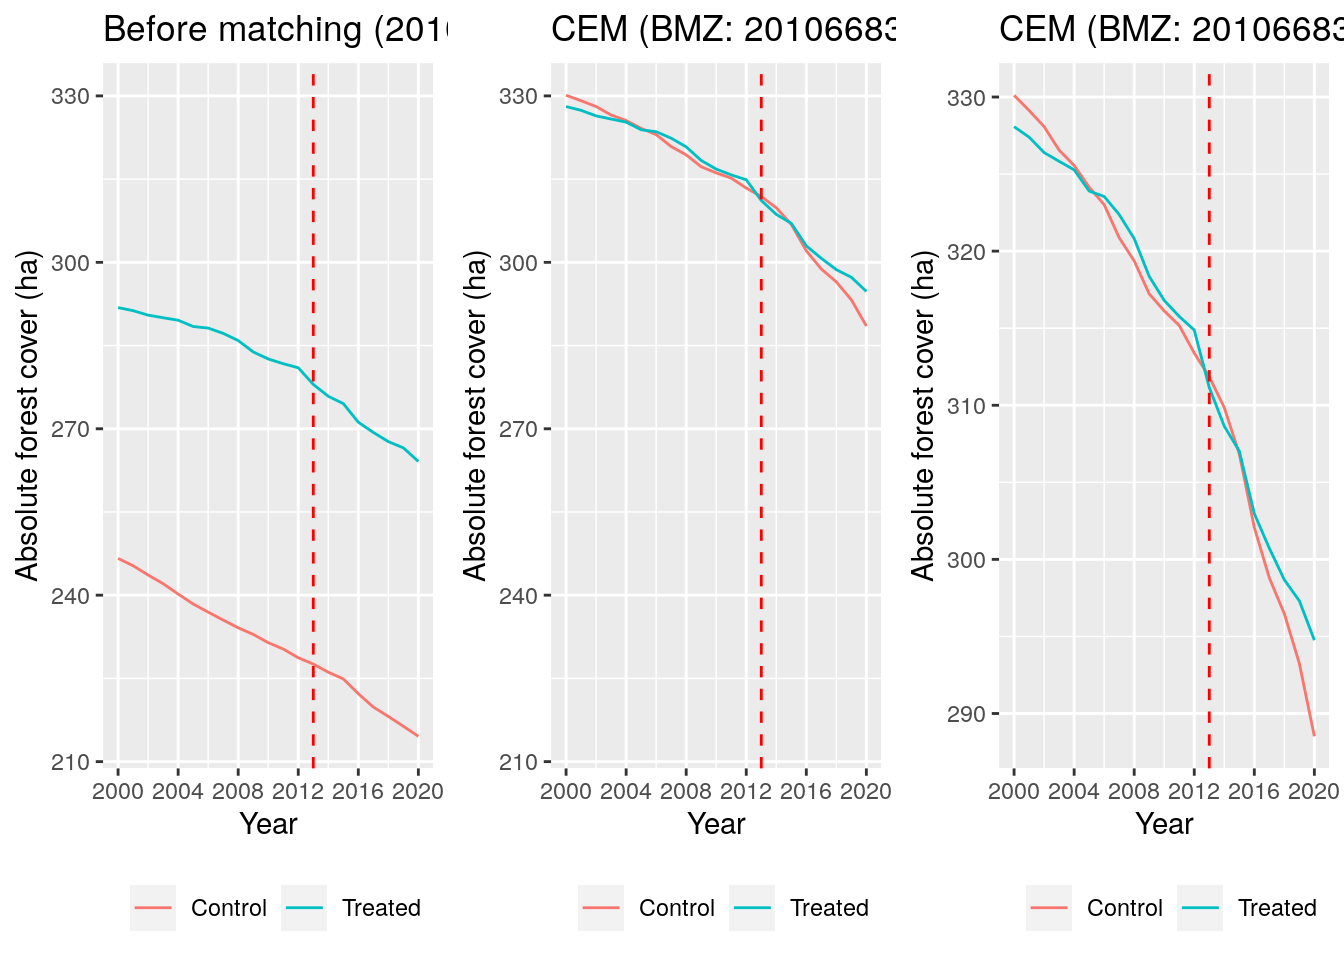 Before matching (201
CEM (BMZ: 20106683
CEM (BMZ: 20106683
Absolute forest cover (ha)
330
300
270
240
210
2000 2004 2008 2012 2016 2020
Year
Control Treated
Absolute forest cover (ha)
330
300
270
240
210
2000 2004 2008 2012 2016 2020
Year
Control Treated
Absolute forest cover (ha)
330
320
310
300
290
2000 2004 2008 2012 2016 2020
Year
Control Treated